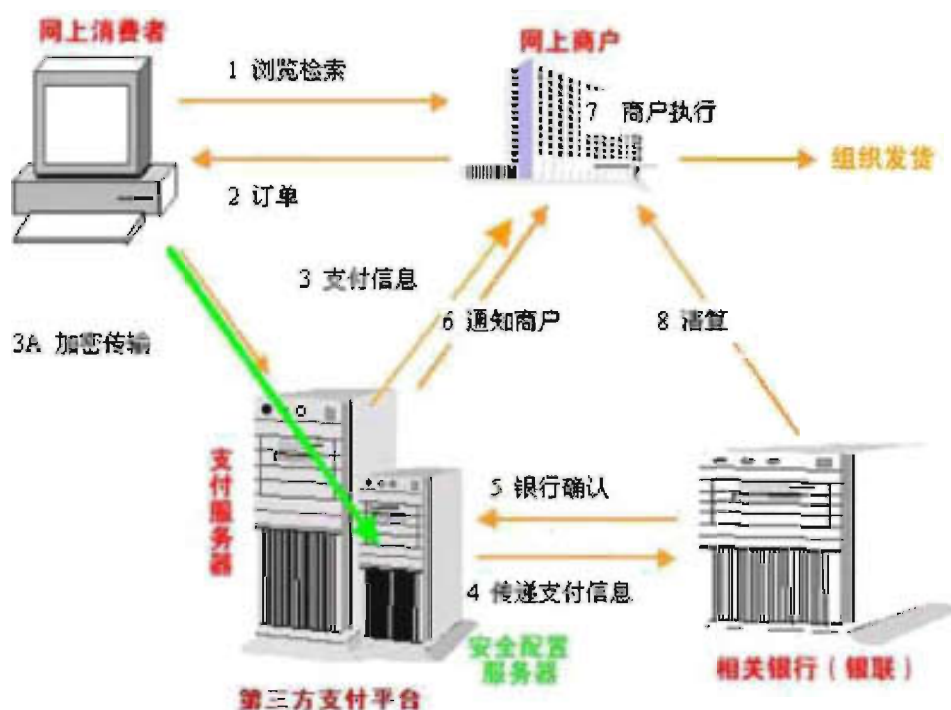 网上消费者
网上商户
1 浏览检索
7 商户执行
组织发货
2 订单
3 支付信息
6 通知商户
8 清算
3A 加密传输
支付服务器
5 银行确认
4 传递支付信息
安全配置
服务器
相关银行（银联）
第三方支付平台